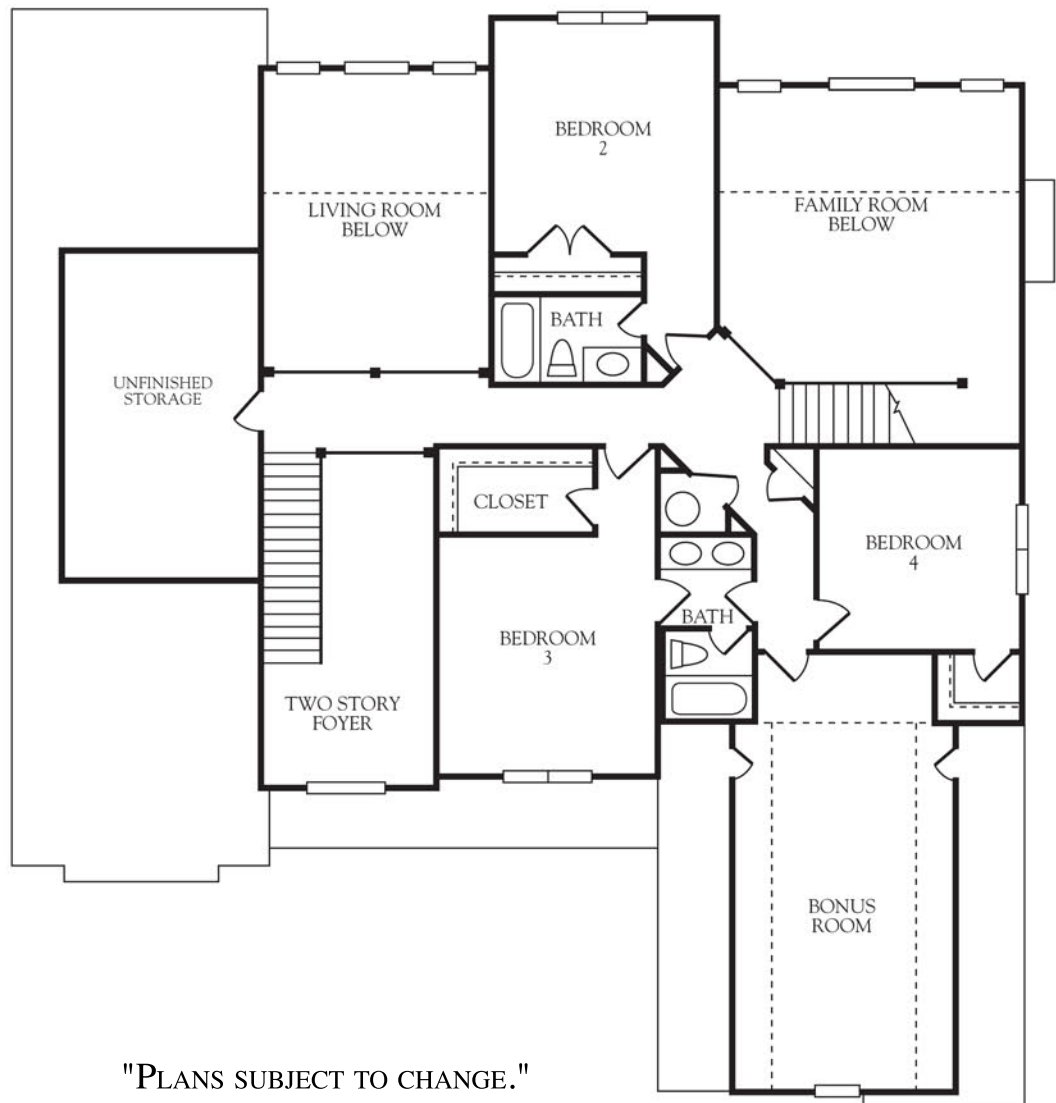 BEDROOM
2
LIVING ROOM
BELOW
FAMILY ROOM
BELOW
BATH
UNFINISHED
STORAGE
CLOSET
BEDROOM
4
BATH
BEDROOM
3
TWO STORY
FOYER
BONUS
ROOM
"PLANS SUBJECT TO CHANGE."